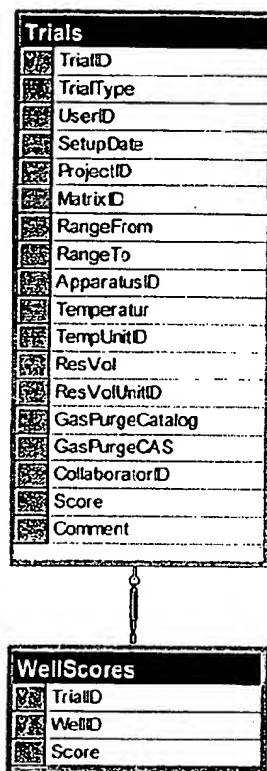 Trials
TrialID
TrialType
UserID
SetupDate
ProjectID
MatrixID
RangeFrom
RangeTo
ApparatusID
Temperatur
TempUnitID
ResVol
ResVolUnitID
GasPurgeCatalog
GasPurgeCAS
CollaboratorID
Score
Comment
WellScores
TrialID
WellID
Score